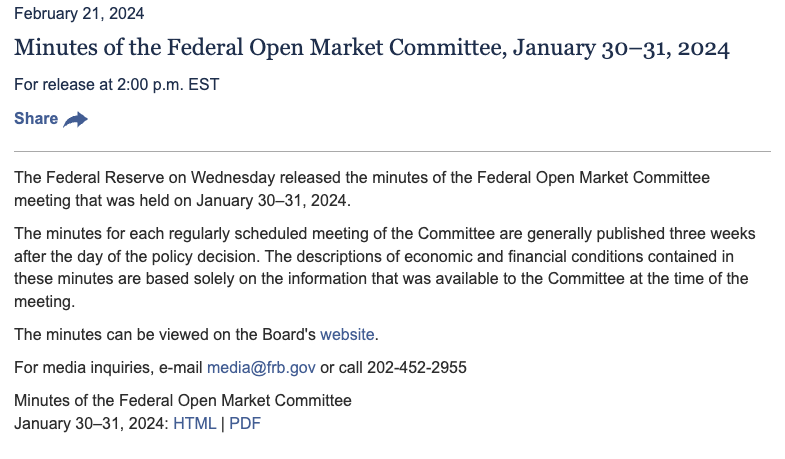 February 21, 2024
Minutes of the Federal Open Market Committee, January 30–31, 2024
For release at 2:00 p.m. EST
Share
The Federal Reserve on Wednesday released the minutes of the Federal Open Market Committee
meeting that was held on January 30–31, 2024.
The minutes for each regularly scheduled meeting of the Committee are generally published three weeks
after the day of the policy decision. The descriptions of economic and financial conditions contained in
these minutes are based solely on the information that was available to the Committee at the time of the
meeting.
The minutes can be viewed on the Board's website.
For media inquiries, e-mail media@frb.gov or call 202-452-2955
Minutes of the Federal Open Market Committee
January 30–31, 2024: HTML | PDF